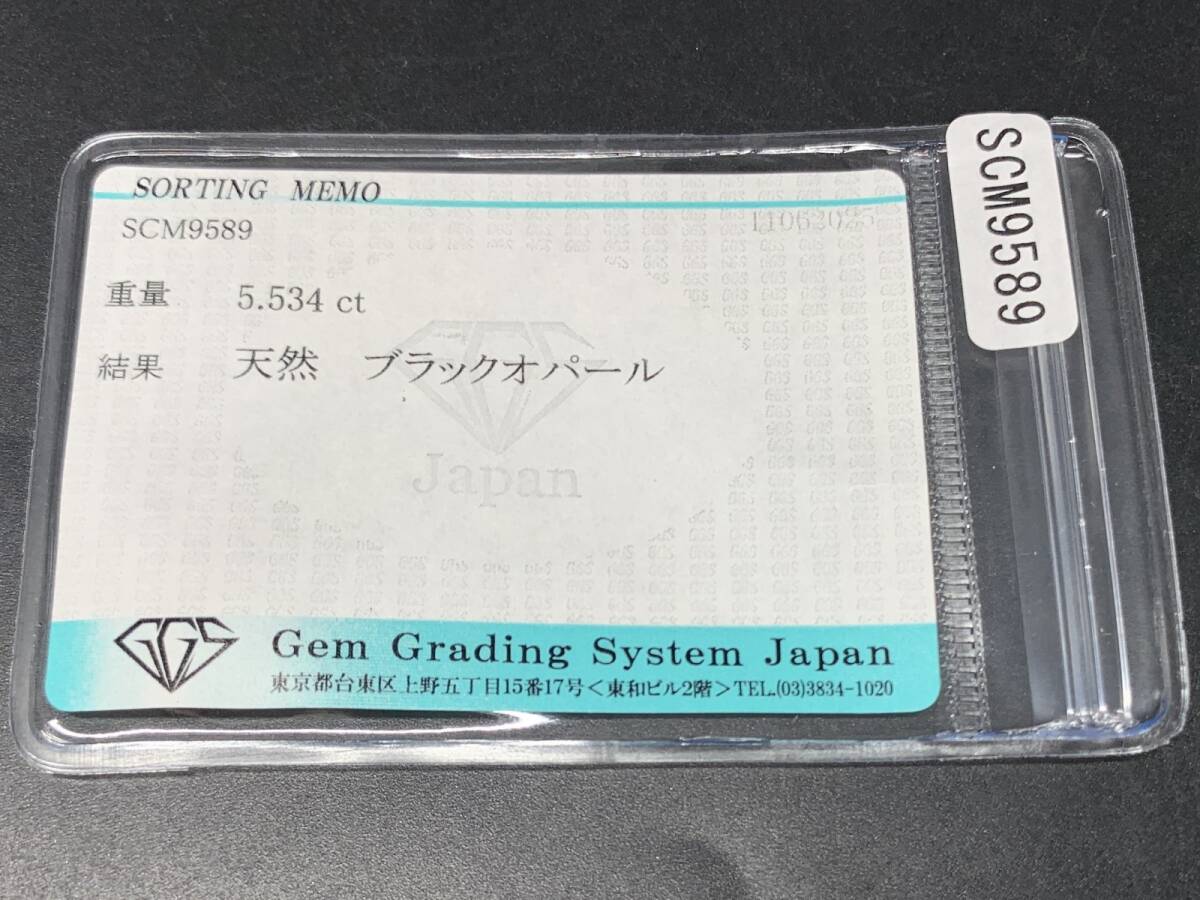 SORTING MEMO
SCM9589
11062025
重量 5.534 ct
結果 天然 ブラックオパール
Japan
GGS Gem Grading System Japan
東京都台東区上野五丁目15番17号<東和ビル2階>TEL.(03)3834-1020
SCM9589